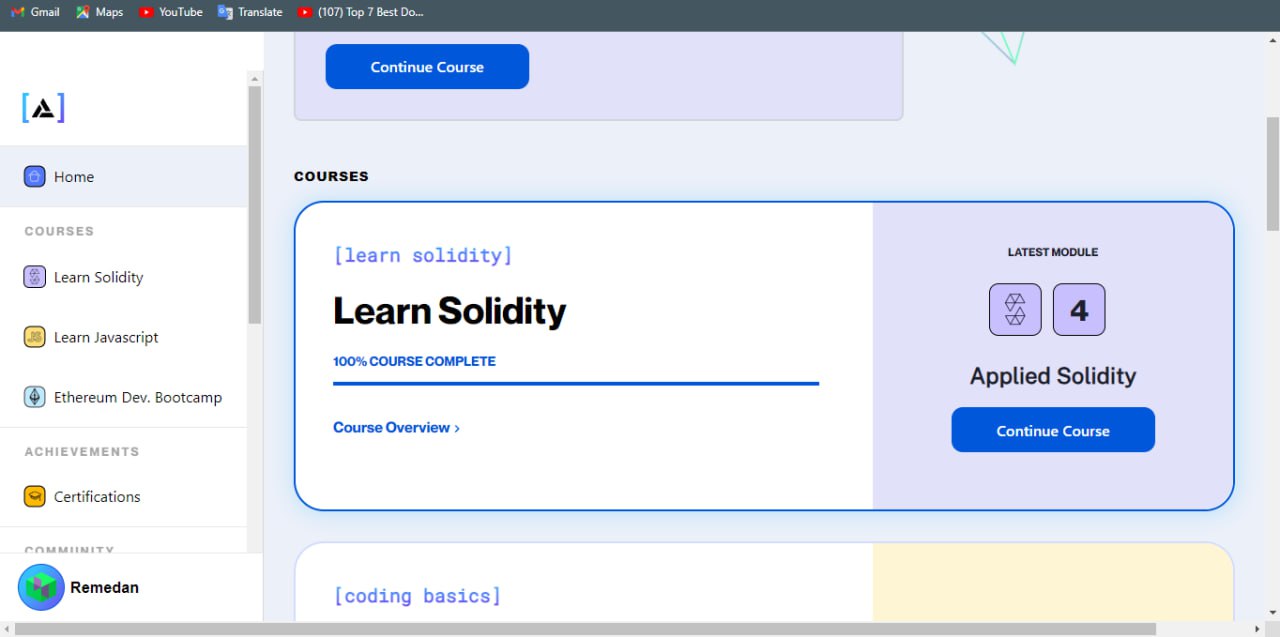 Gmail
Maps
YouTube
Translate
(107) Top 7 Best Do...
Continue Course
Home
COURSES
Learn Solidity
JS
Learn Javascript
Ethereum Dev. Bootcamp
ACHIEVEMENTS
Certifications
COMMUNITY
Remedan
COURSES
[learn solidity]
Learn Solidity
100% COURSE COMPLETE
Course Overview ›
LATEST MODULE
4
Applied Solidity
Continue Course
[coding basics]